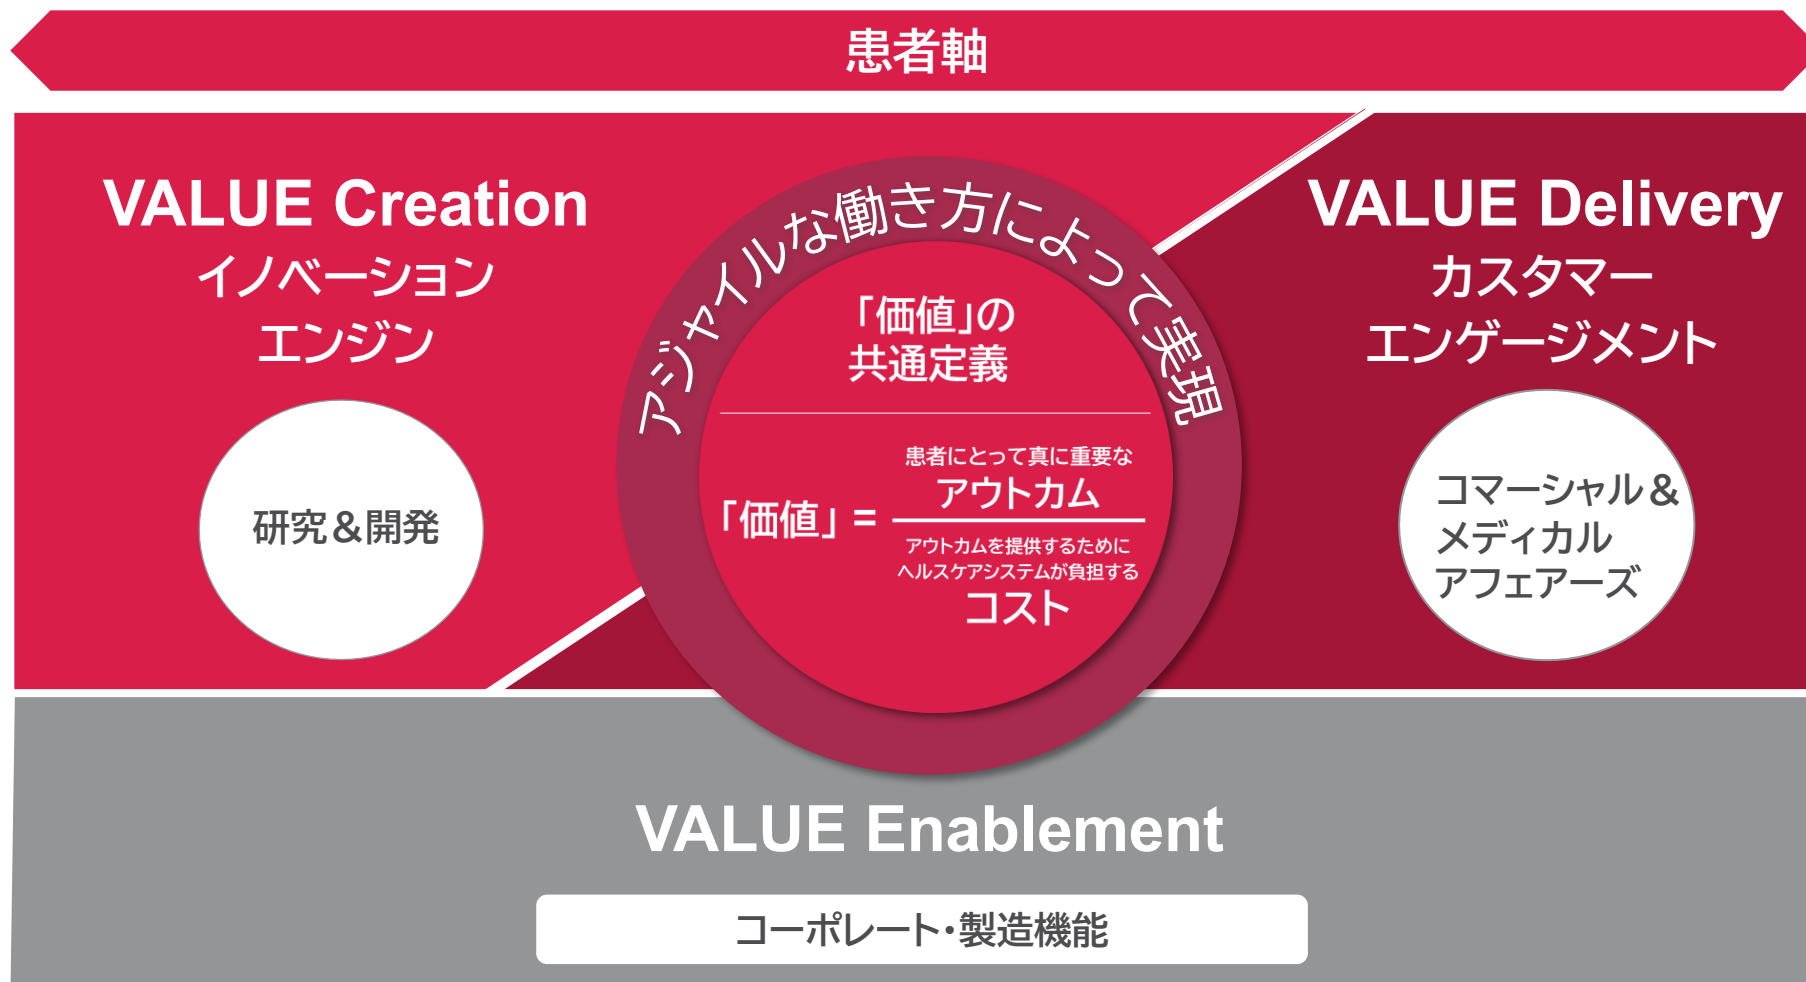 患者軸
VALUE Creation
イノベーション
エンジン
研究＆開発
アジャイルな働き方によって実現
「価値」の
共通定義
「価値」=
患者にとって真に重要な
アウトカム
アウトカムを提供するために
ヘルスケアシステムが負担する
コスト
VALUE Delivery
カスタマー
エンゲージメント
コマーシャル＆
メディカル
アフェアーズ
VALUE Enablement
コーポレート・製造機能